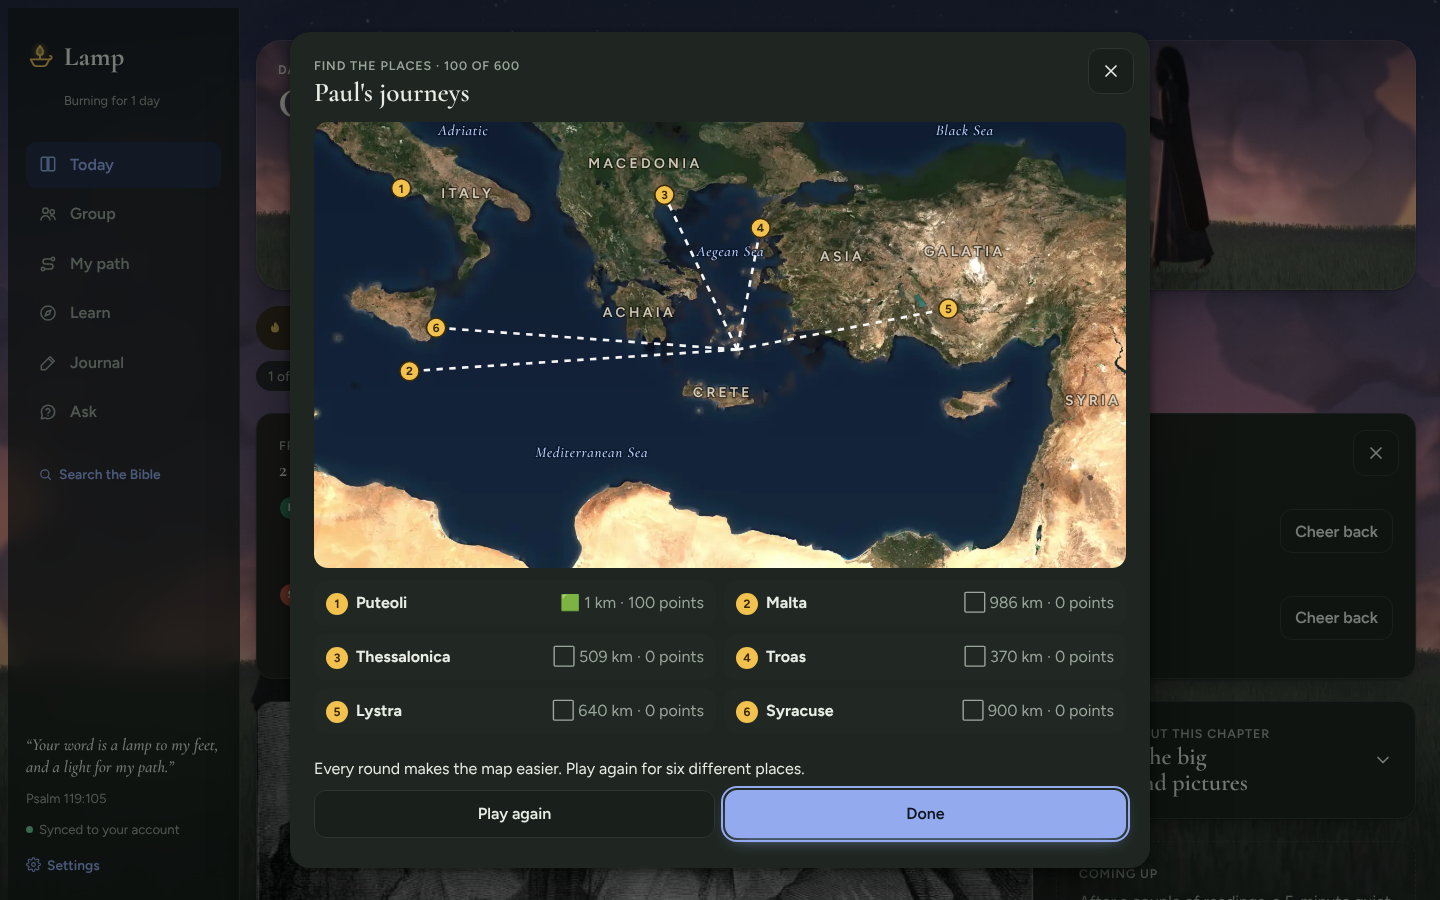 Lamp
Burning for 1 day
Today
Group
My path
Learn
Journal
Ask
Search the Bible
“Your word is a lamp to my feet,
and a light for my path.”
Psalm 119:105
Synced to your account
Settings
FIND THE PLACES · 100 OF 600
Paul's journeys
Adriatic
Black Sea
MACEDONIA
1
ITALY
3
4
Aegean Sea
ASIA
GALATIA
ACHAIA
5
6
2
CRETE
SYRIA
Mediterranean Sea
1 Puteoli 1 km · 100 points
2 Malta 986 km · 0 points
3 Thessalonica 509 km · 0 points
4 Troas 370 km · 0 points
5 Lystra 640 km · 0 points
6 Syracuse 900 km · 0 points
Every round makes the map easier. Play again for six different places.
Play again
Done
1 of
2
Cheer back
Cheer back
UT THIS CHAPTER
he big
nd pictures
COMING UP